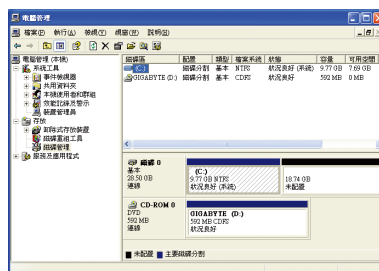 電腦管理
檔案(F) 執行(A) 檢視(V) 視窗(W) 說明(H)
電腦管理 (本機)
系統工具
事件檢視器
共用資料夾
本機使用者和群組
效能記錄及警示
裝置管理員
存放
卸除式存放裝置
磁碟重組工具
磁碟管理
服務及應用程式
磁碟區 配置 類型 檔案系統 狀態 容量 可用空間
(C:) 磁碟分割 基本 NTFS 狀況良好 (系統) 9.77 GB 7.69 GB
GIGABYTE (D:) 磁碟分割 基本 CDFS 狀況良好 592 MB 0 MB
磁碟 0
基本
28.50 GB
連線
(C:)
9.77 GB NTFS
狀況良好 (系統)
18.74 GB
未配置
CD-ROM 0
DVD
592 MB
連線
GIGABYTE (D:)
592 MB CDFS
狀況良好
未配置 主要磁碟分割